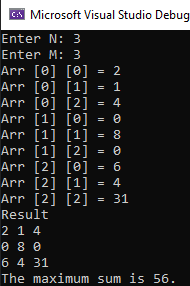 Microsoft Visual Studio Debug
Enter N: 3
Enter M: 3
Arr [0] [0] = 2
Arr [0] [1] = 1
Arr [0] [2] = 4
Arr [1] [0] = 0
Arr [1] [1] = 8
Arr [1] [2] = 0
Arr [2] [0] = 6
Arr [2] [1] = 4
Arr [2] [2] = 31
Result
2 1 4
0 8 0
6 4 31
The maximum sum is 56.